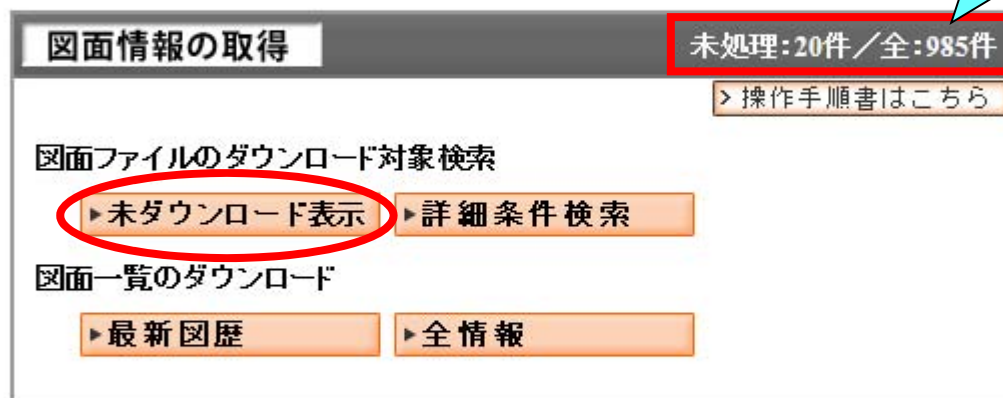 図面情報の取得
未処理:20件／全:985件
操作手順書はこちら
図面ファイルのダウンロード対象検索
未ダウンロード表示
詳細条件検索
図面一覧のダウンロード
最新図歴
全情報